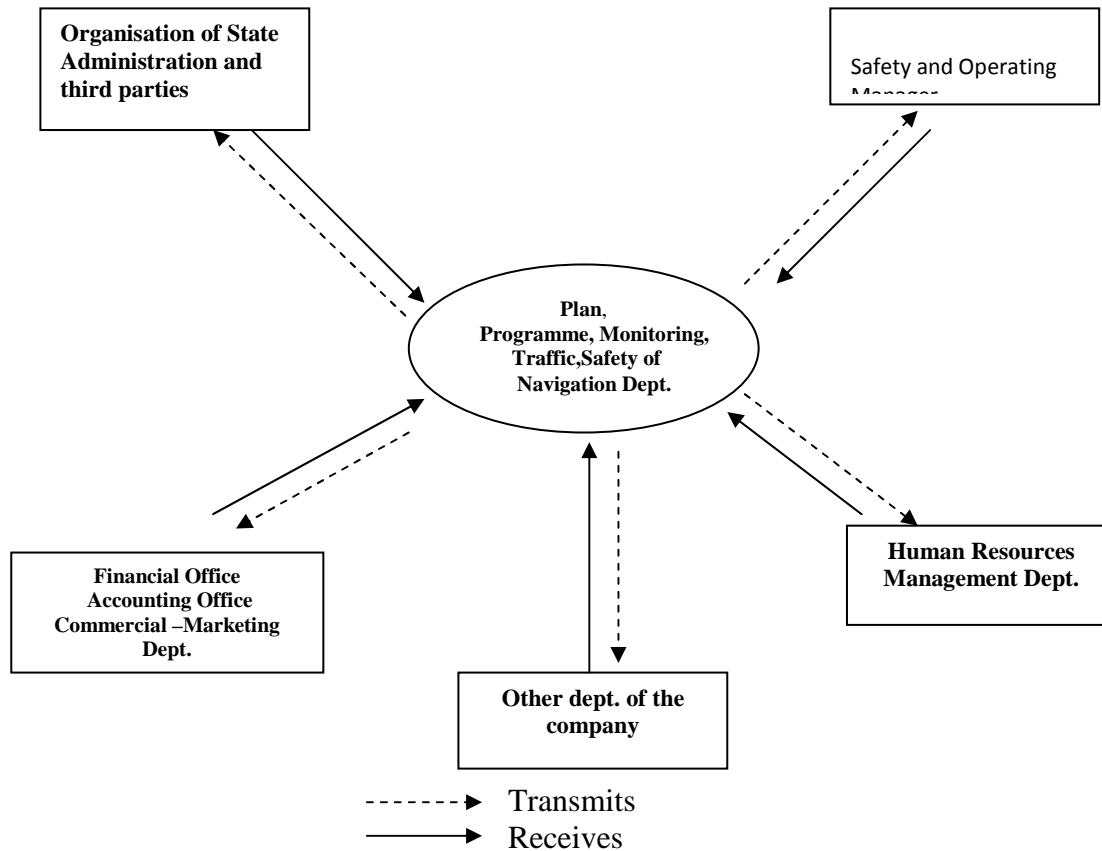 Organisation of State
Administration and
third parties
Safety and Operating
Manager
Plan,
Programme, Monitoring,
Traffic,Safety of
Navigation Dept.
Financial Office
Accounting Office
Commercial –Marketing
Dept.
Human Resources
Management Dept.
Other dept. of the
company
Transmits
Receives